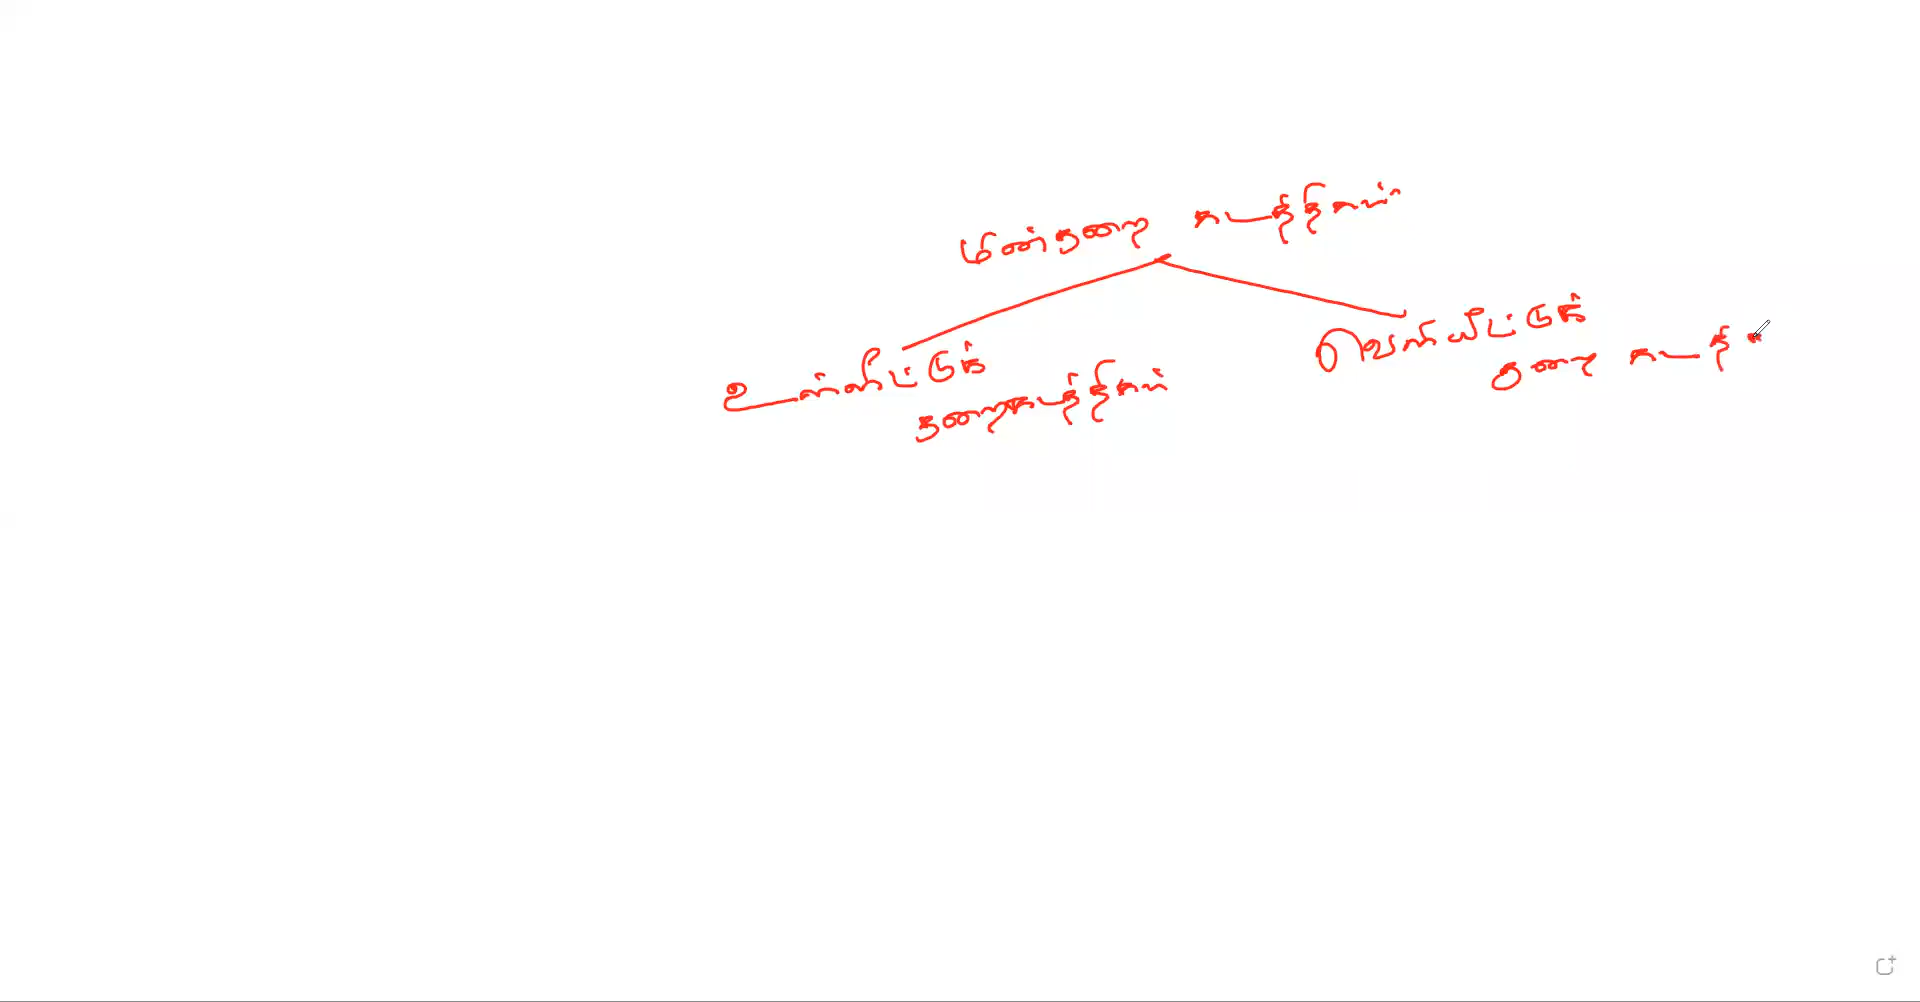 மின்குறை கடத்திகள்
உள்ளீட்டுக்
குறைகடத்திகள்
வெளியீட்டுக்
குறை கடத்